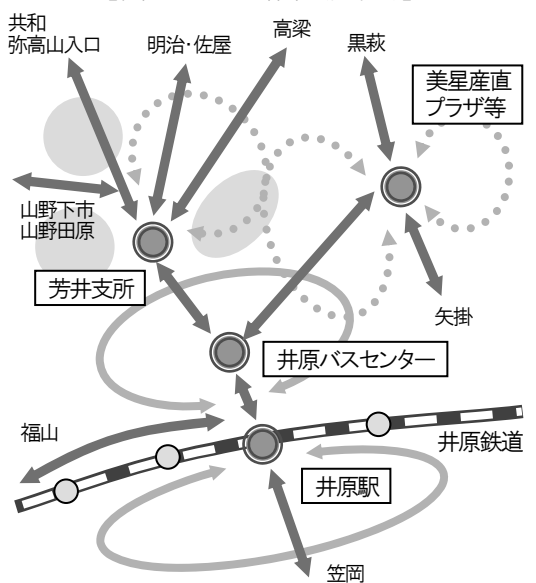 共和
弥高山入口
明治・佐屋
高梁
黒萩
美星産直
プラザ等
山野下市
山野田原
芳井支所
矢掛
井原バスセンター
福山
井原鉄道
井原駅
笠岡